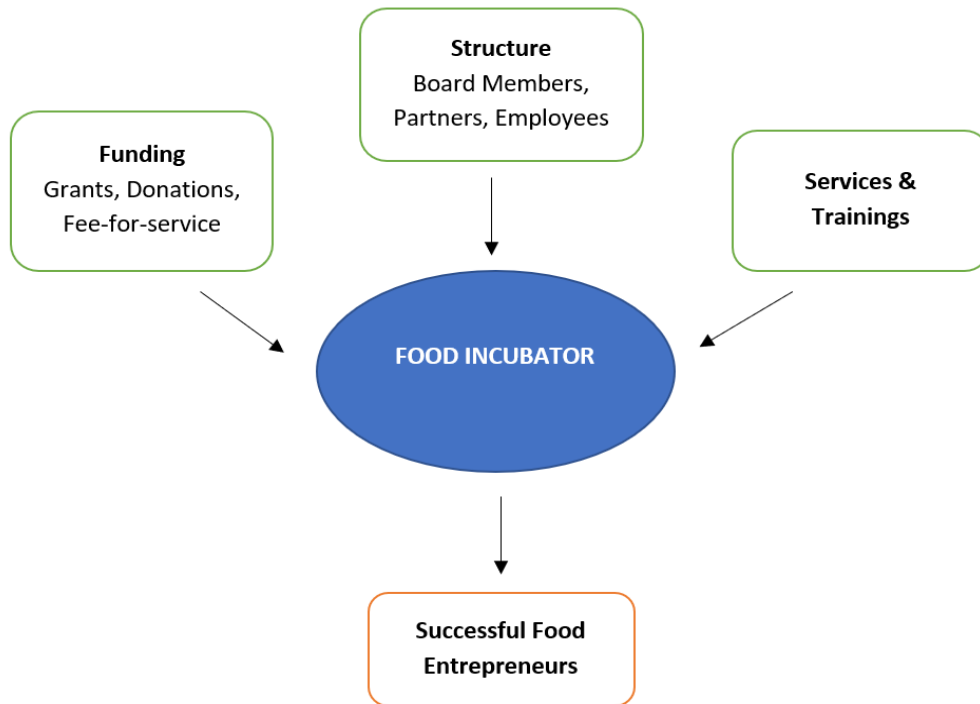 Structure
Board Members,
Partners, Employees
Funding
Grants, Donations,
Fee-for-service
Services &
Trainings
FOOD INCUBATOR
Successful Food
Entrepreneurs